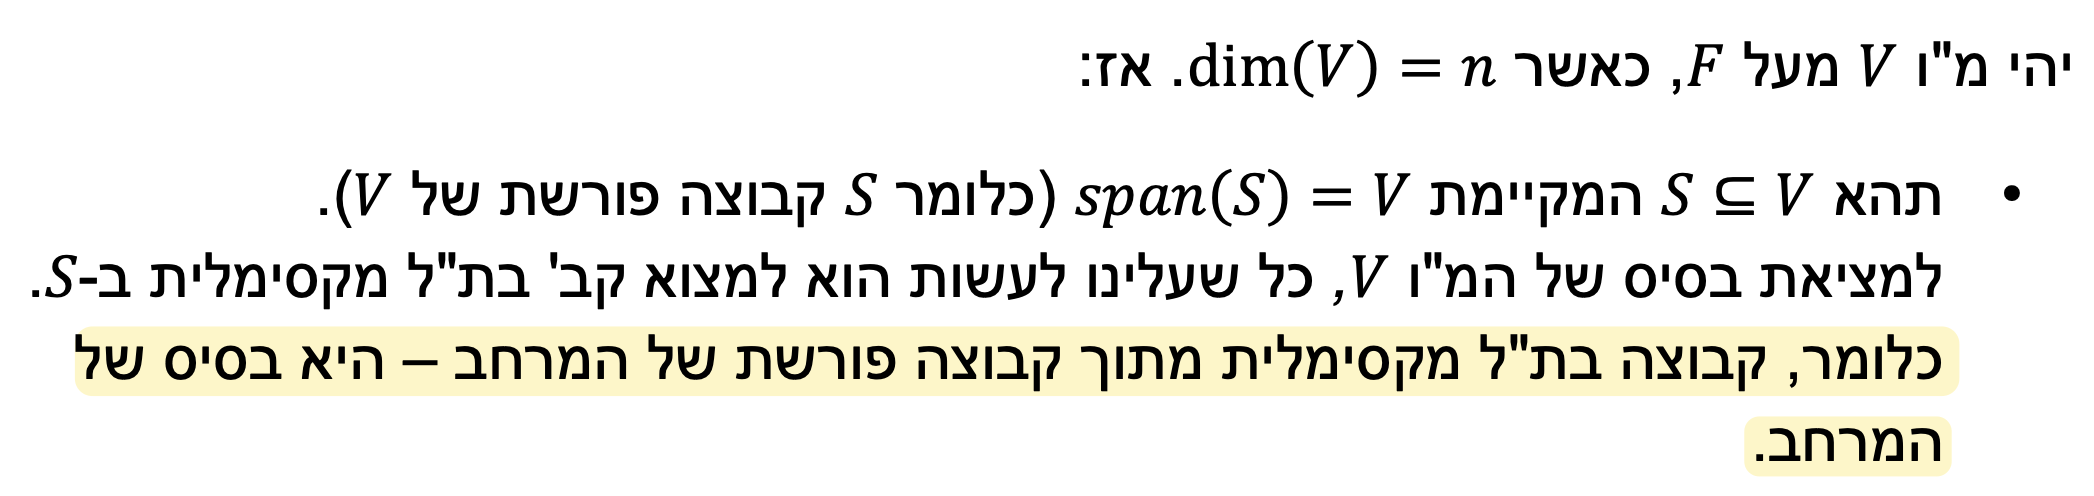 יהי מ"ו V מעל F, כאשר dim(V) = n. אז:
• תהא S ⊆ V המקיימת span(S) = V (כלומר S קבוצה פורשת של V).
למציאת בסיס של המ"ו V, כל שעלינו לעשות הוא למצוא קב' בת"ל מקסימלית ב-S.
כלומר, קבוצה בת"ל מקסימלית מתוך קבוצה פורשת של המרחב – היא בסיס של
המרחב.